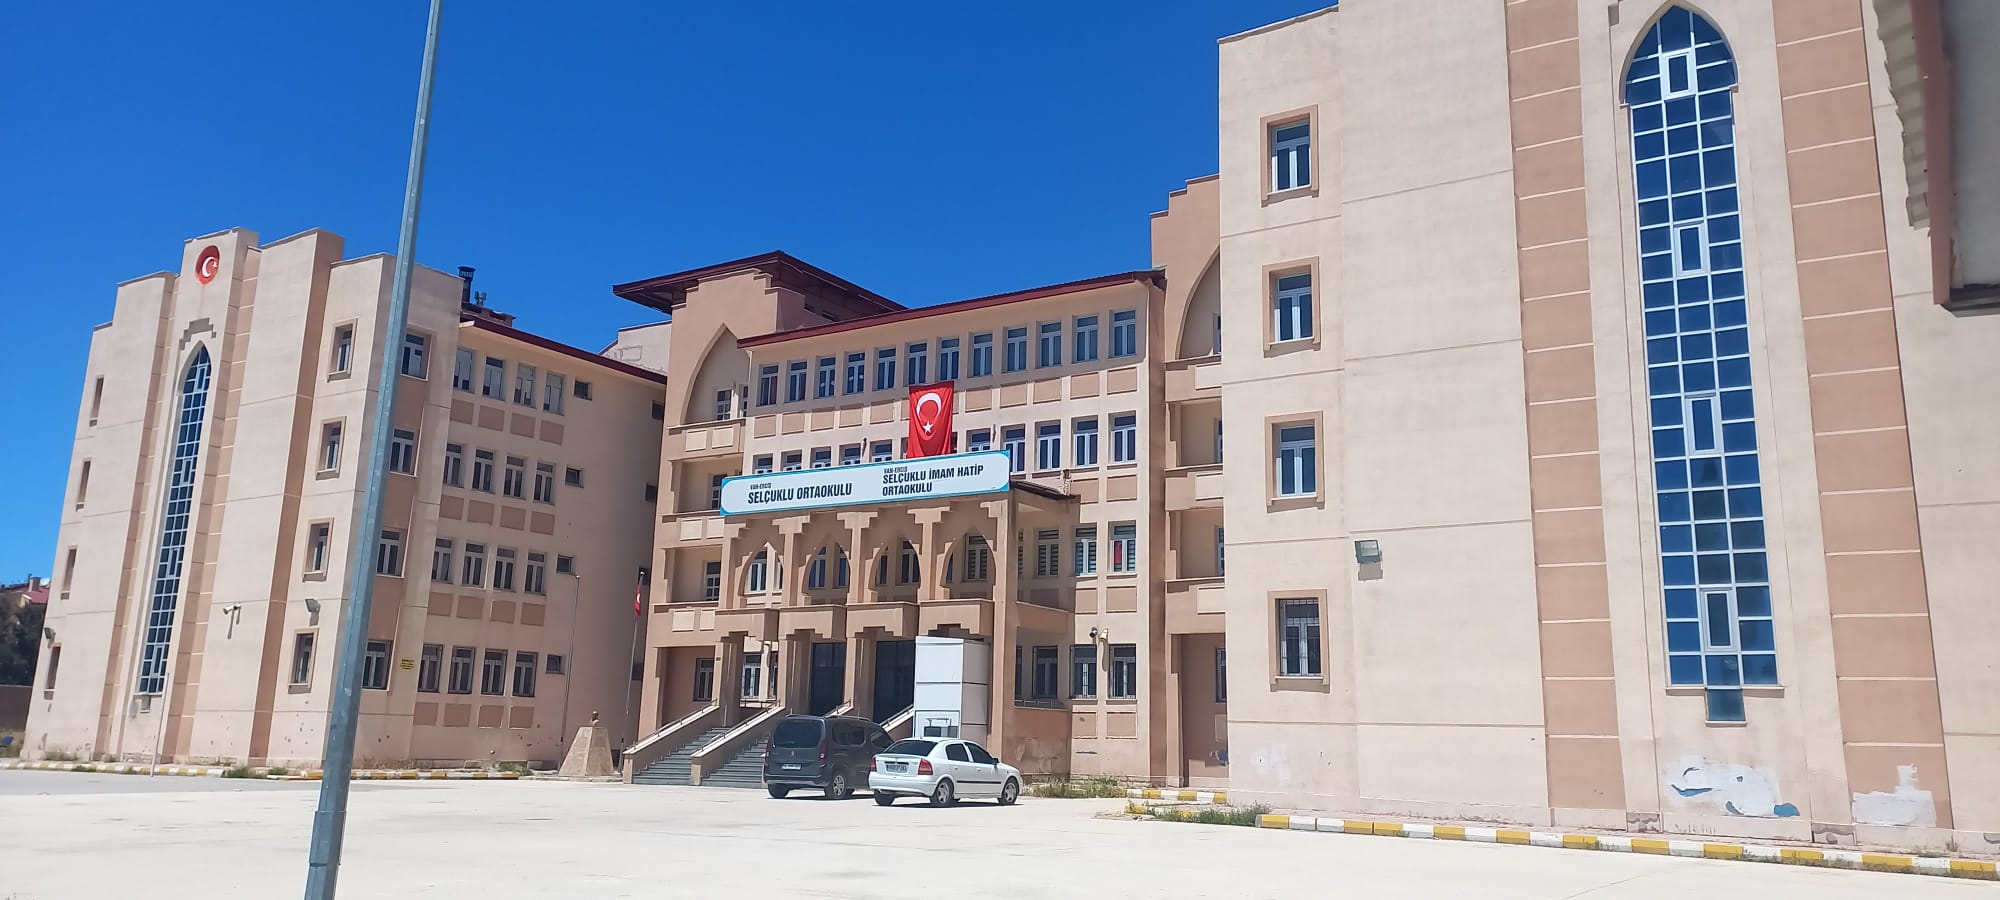 VAN-ERCİŞ
SELÇUKLU ORTAOKULU
VAN-ERCİŞ
SELÇUKLU İMAM HATİP
ORTAOKULU